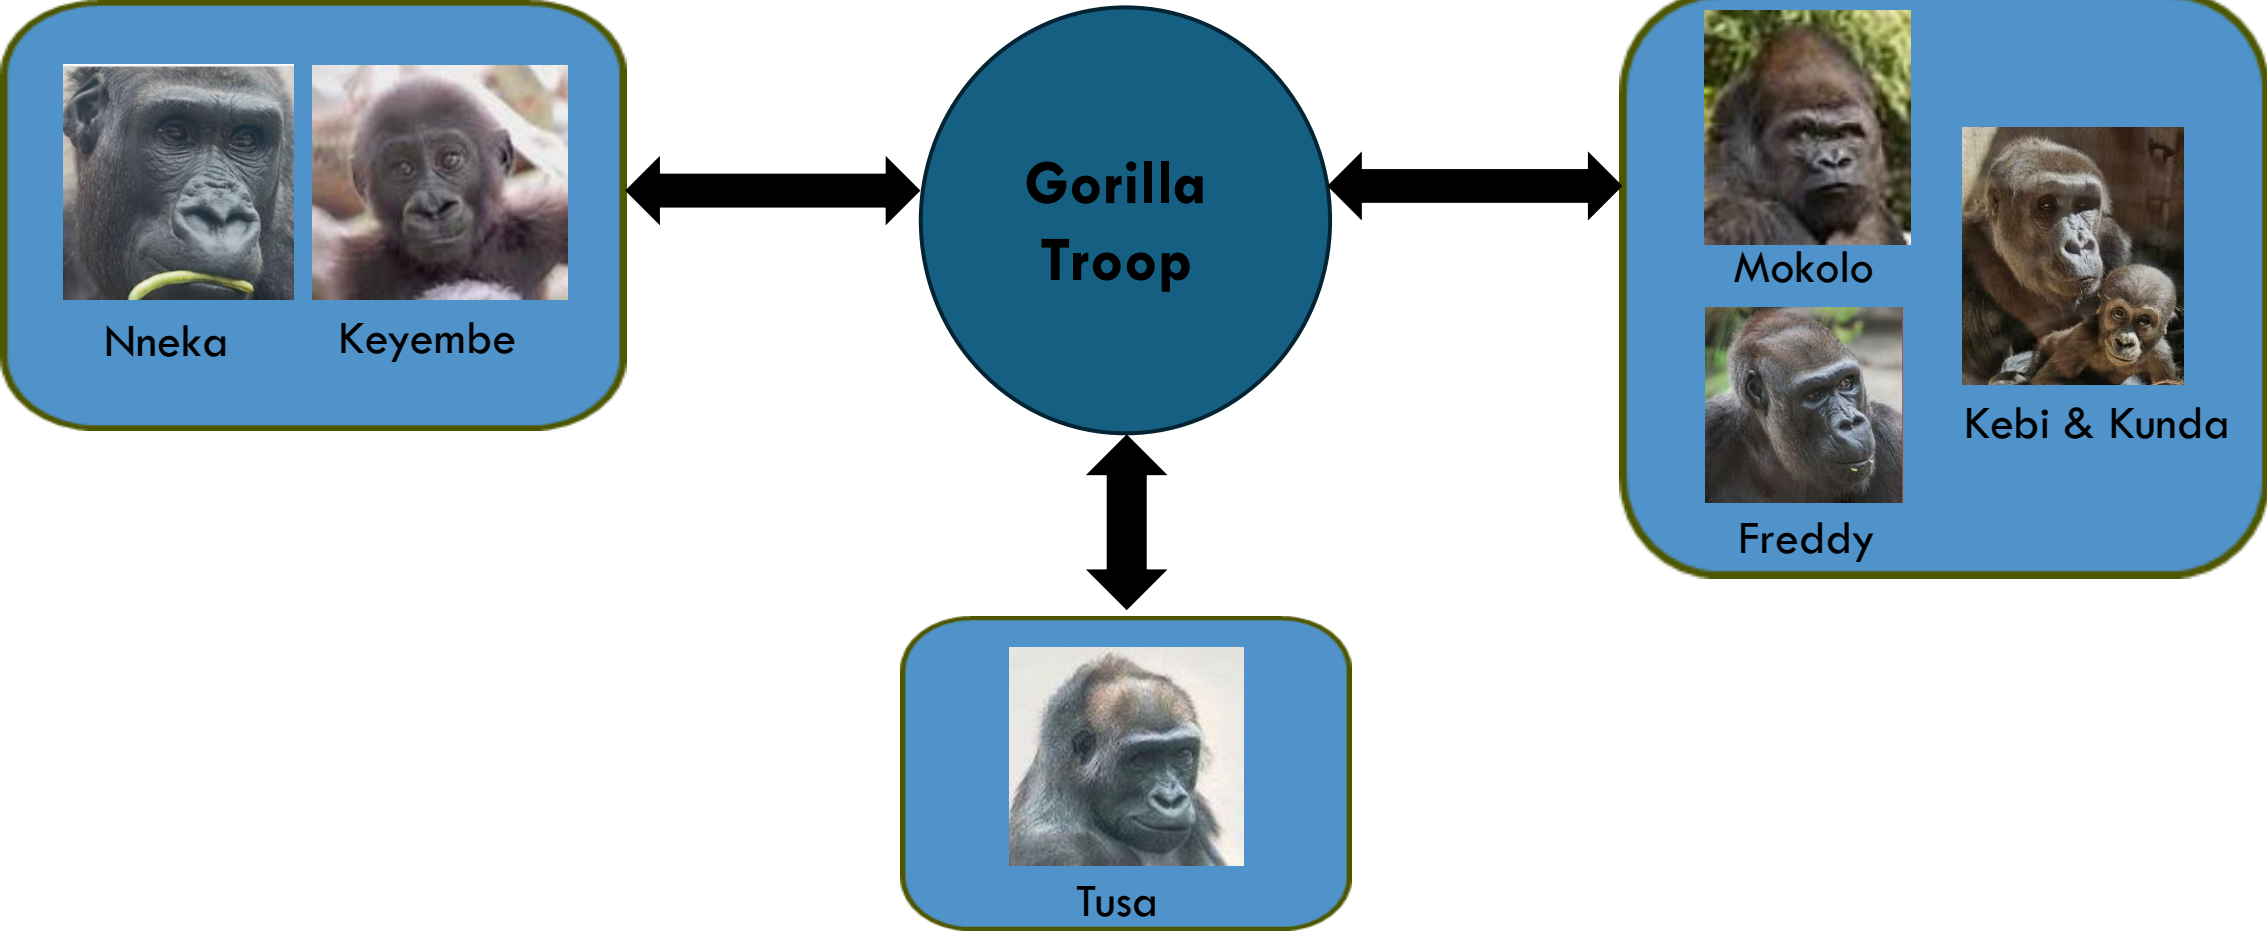 Gorilla
Troop
Nneka
Keyembe
Mokolo
Freddy
Kebi & Kunda
Tusa